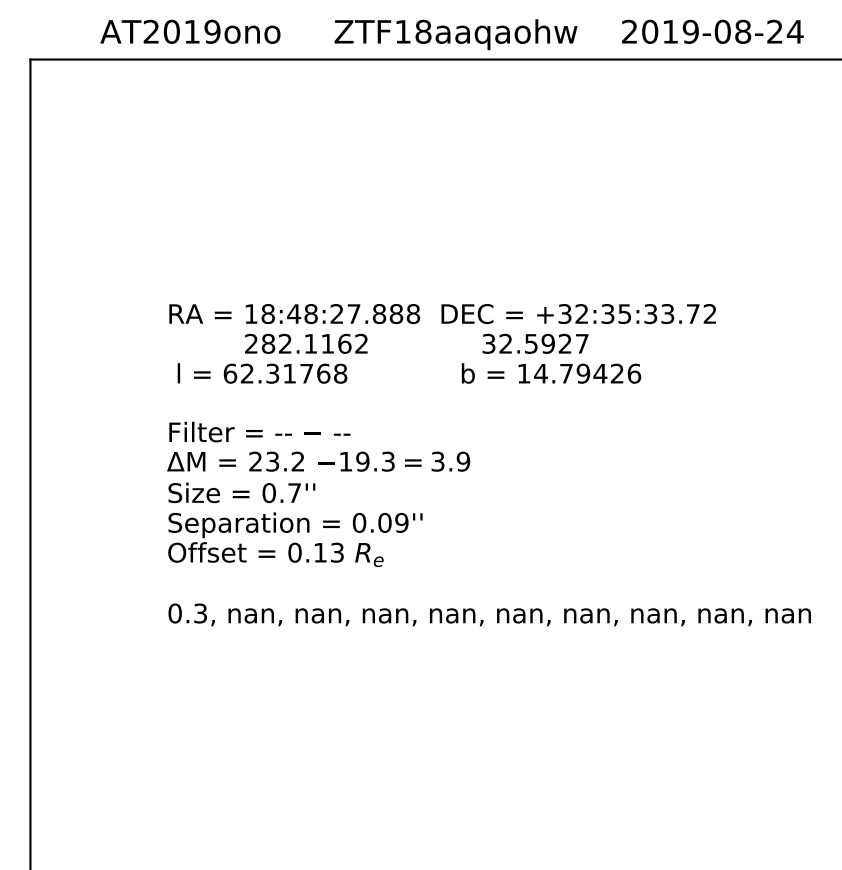 AT2019ono ZTF18aaqaohw 2019-08-24
RA = 18:48:27.888 DEC = +32:35:33.72
282.1162 32.5927
l = 62.31768 b = 14.79426
Filter = -- − --
ΔM = 23.2 −19.3 = 3.9
Size = 0.7''
Separation = 0.09''
Offset = 0.13 Re
0.3, nan, nan, nan, nan, nan, nan, nan, nan, nan